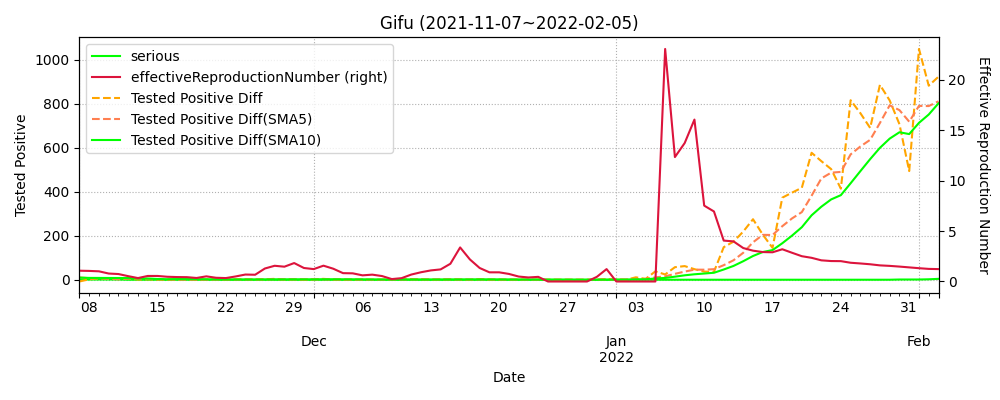 Gifu (2021-11-07~2022-02-05)
serious
effectiveReproductionNumber (right)
Tested Positive Diff
Tested Positive Diff(SMA5)
Tested Positive Diff(SMA10)
Tested Positive
1000
800
600
400
200
0
Effective Reproduction Number
20
15
10
5
0
08 15 22 29 06 13 20 27 03 10 17 24 31
Dec Jan Feb
2022
Date